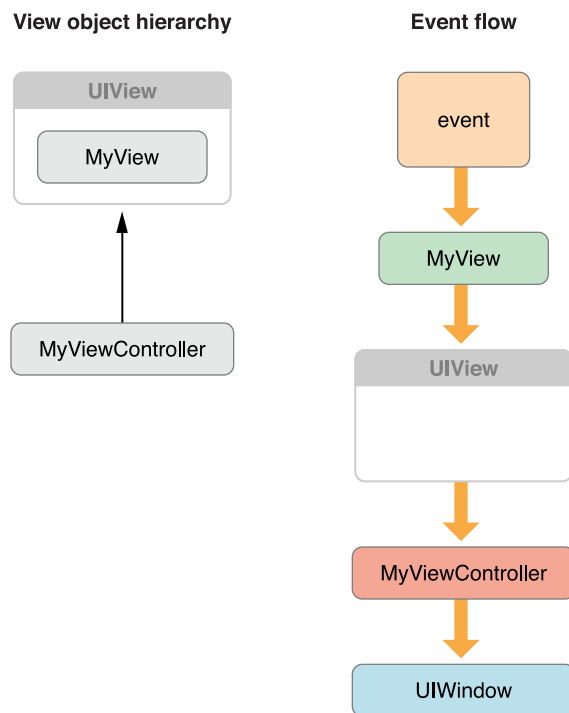 View object hierarchy
UIView
MyView
MyViewController
Event flow
event
MyView
UIView
MyViewController
UIWindow